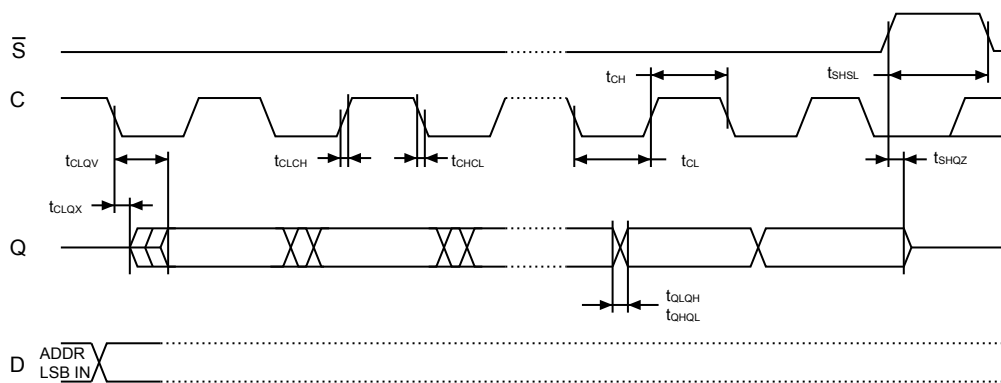 S̅
tCH
tSHSL
C
tCLQV
tCLCH
tCHCL
tCL
tSHQZ
tCLQX
Q
tQLQH
tQHQL
D
ADDR
LSB IN